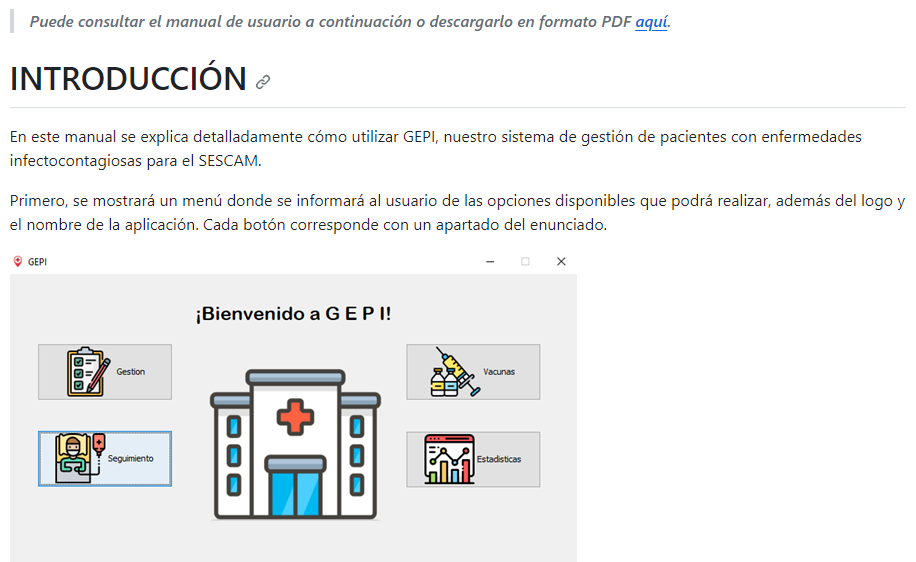 Puede consultar el manual de usuario a continuación o descargarlo en formato PDF aquí.
INTRODUCCIÓN
En este manual se explica detalladamente cómo utilizar GEPI, nuestro sistema de gestión de pacientes con enfermedades
infectocontagiosas para el SESCAM.
Primero, se mostrará un menú donde se informará al usuario de las opciones disponibles que podrá realizar, además del logo y
el nombre de la aplicación. Cada botón corresponde con un apartado del enunciado.
GEPI
¡Bienvenido a G E P I!
Gestion
Vacunas
Seguimiento
Estadisticas